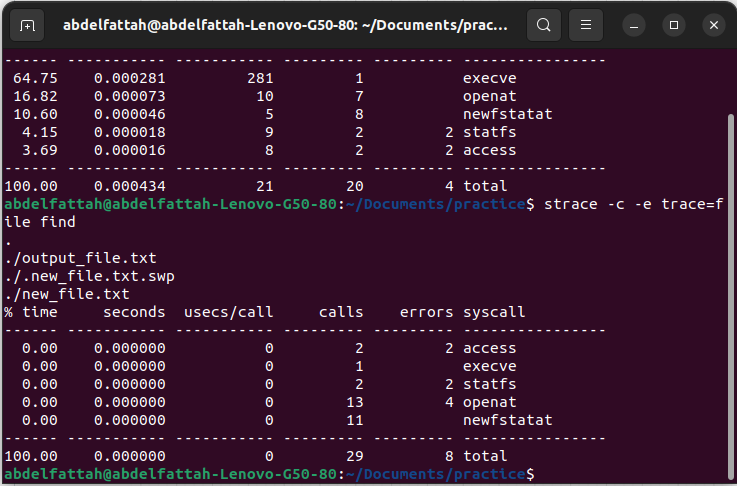 abdelfattah@abdelfattah-Lenovo-G50-80: ~/Documents/prac...
------ ----------- ----------- --------- --------- ----------------
 64.75    0.000281         281         1           execve
 16.82    0.000073          10         7           openat
 10.60    0.000046           5         8           newfstatat
  4.15    0.000018           9         2         2 statfs
  3.69    0.000016           8         2         2 access
------ ----------- ----------- --------- --------- ----------------
100.00    0.000434          21        20         4 total
abdelfattah@abdelfattah-Lenovo-G50-80:~/Documents/practice$ strace -c -e trace=f
ile find
.
./output_file.txt
./.new_file.txt.swp
./new_file.txt
% time     seconds  usecs/call     calls    errors syscall
------ ----------- ----------- --------- --------- ----------------
  0.00    0.000000           0         2         2 access
  0.00    0.000000           0         1           execve
  0.00    0.000000           0         2         2 statfs
  0.00    0.000000           0        13         4 openat
  0.00    0.000000           0        11           newfstatat
------ ----------- ----------- --------- --------- ----------------
100.00    0.000000           0        29         8 total
abdelfattah@abdelfattah-Lenovo-G50-80:~/Documents/practice$